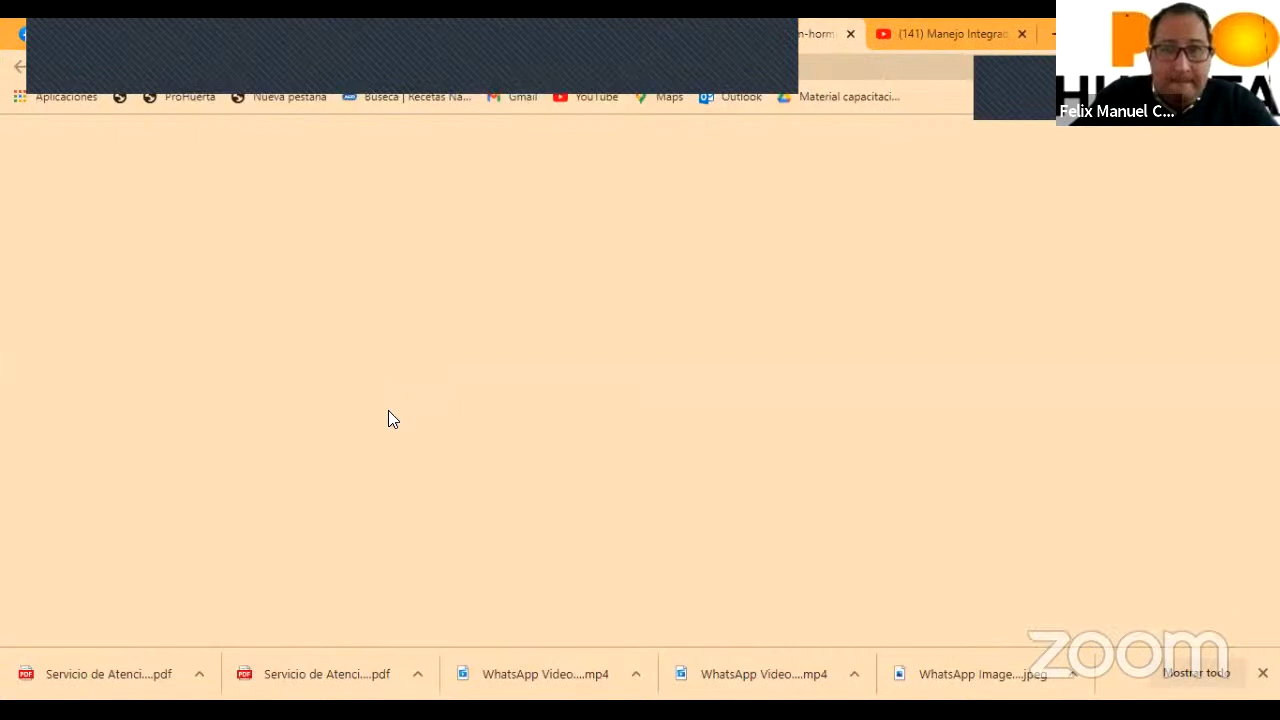 n-horm
(141) Manejo Integrad
Aplicaciones
ProHuerta
Nueva pestaña
Buseca | Recetas Na...
Gmail
YouTube
Maps
Outlook
Material capacitaci...
Felix Manuel C...
Servicio de Atenci....pdf
Servicio de Atenci....pdf
WhatsApp Video....mp4
WhatsApp Video....mp4
WhatsApp Image....jpeg
Mostrar todo
zoom